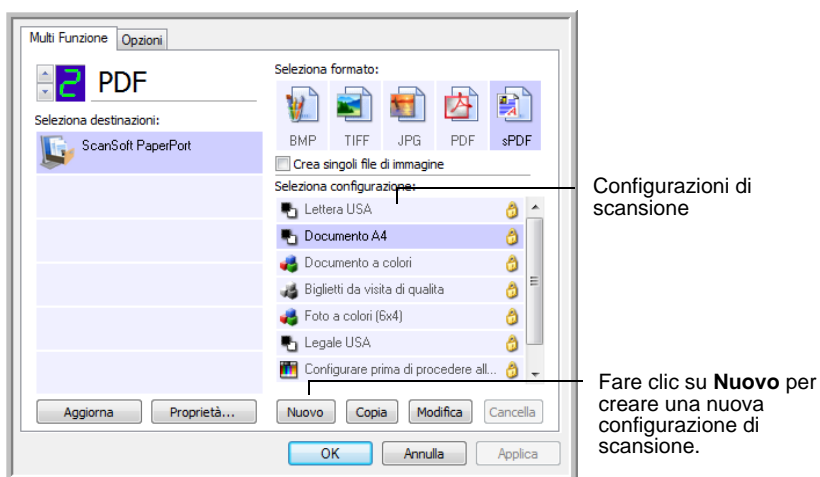 Multi Funzione Opzioni
2 PDF
Seleziona destinazioni:
ScanSoft PaperPort
Seleziona formato:
BMP TIFF JPG PDF sPDF
Crea singoli file di immagine
Seleziona configurazione:
Lettera USA
Documento A4
Documento a colori
Biglietti da visita di qualita
Foto a colori (6x4)
Legale USA
Configurare prima di procedere all...
Aggiorna Proprietà... Nuovo Copia Modifica Cancella
OK Annulla Applica
Configurazioni di
scansione
Fare clic su Nuovo per
creare una nuova
configurazione di
scansione.